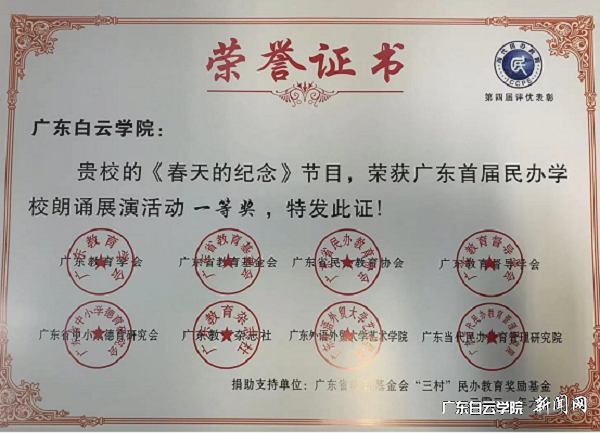 荣誉证书
ICCPE
第四届评优表彰
广东白云学院：
贵校的《春天的纪念》节目，荣获广东首届民办学
校朗诵展演活动 一等奖，特发此证！
广东教育学会 广东省教育基金会 广东省民办教育协会 广东教育督导学会
广东省中小学德育研究会 广东教育杂志社 广东外语外贸大学艺术学院 广东当代民办教育管理研究院
捐助支持单位：广东省 基金会“三村”民办教育奖励基金
广东白云学院 新闻网